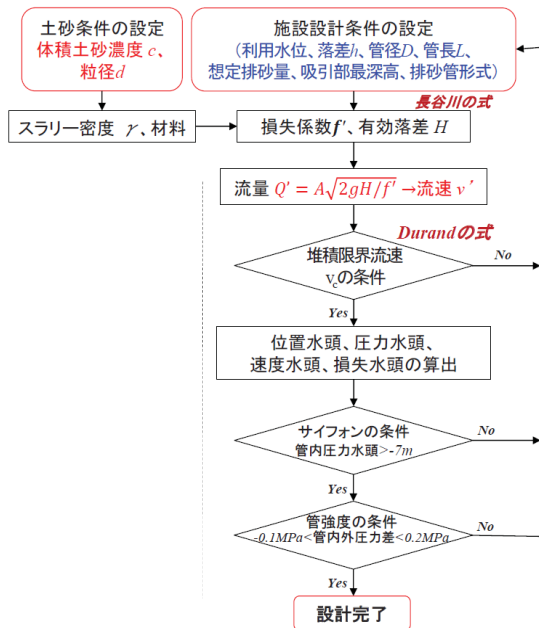 土砂条件の設定
体積土砂濃度 c、
粒径d
施設設計条件の設定
(利用水位、落差h、管径D、管長L、
想定排砂量、吸引部最深高、排砂管形式)
長谷川の式
スラリー密度 γ、材料
損失係数f'、有効落差 H
流量 Q' = A√2gH/f' →流速 v'
Durandの式
堆積限界流速
vcの条件
No
Yes
位置水頭、圧力水頭、
速度水頭、損失水頭の算出
サイフォンの条件
管内圧力水頭>-7m
No
Yes
管強度の条件
-0.1MPa<管内外圧力差<0.2MPa
No
Yes
設計完了